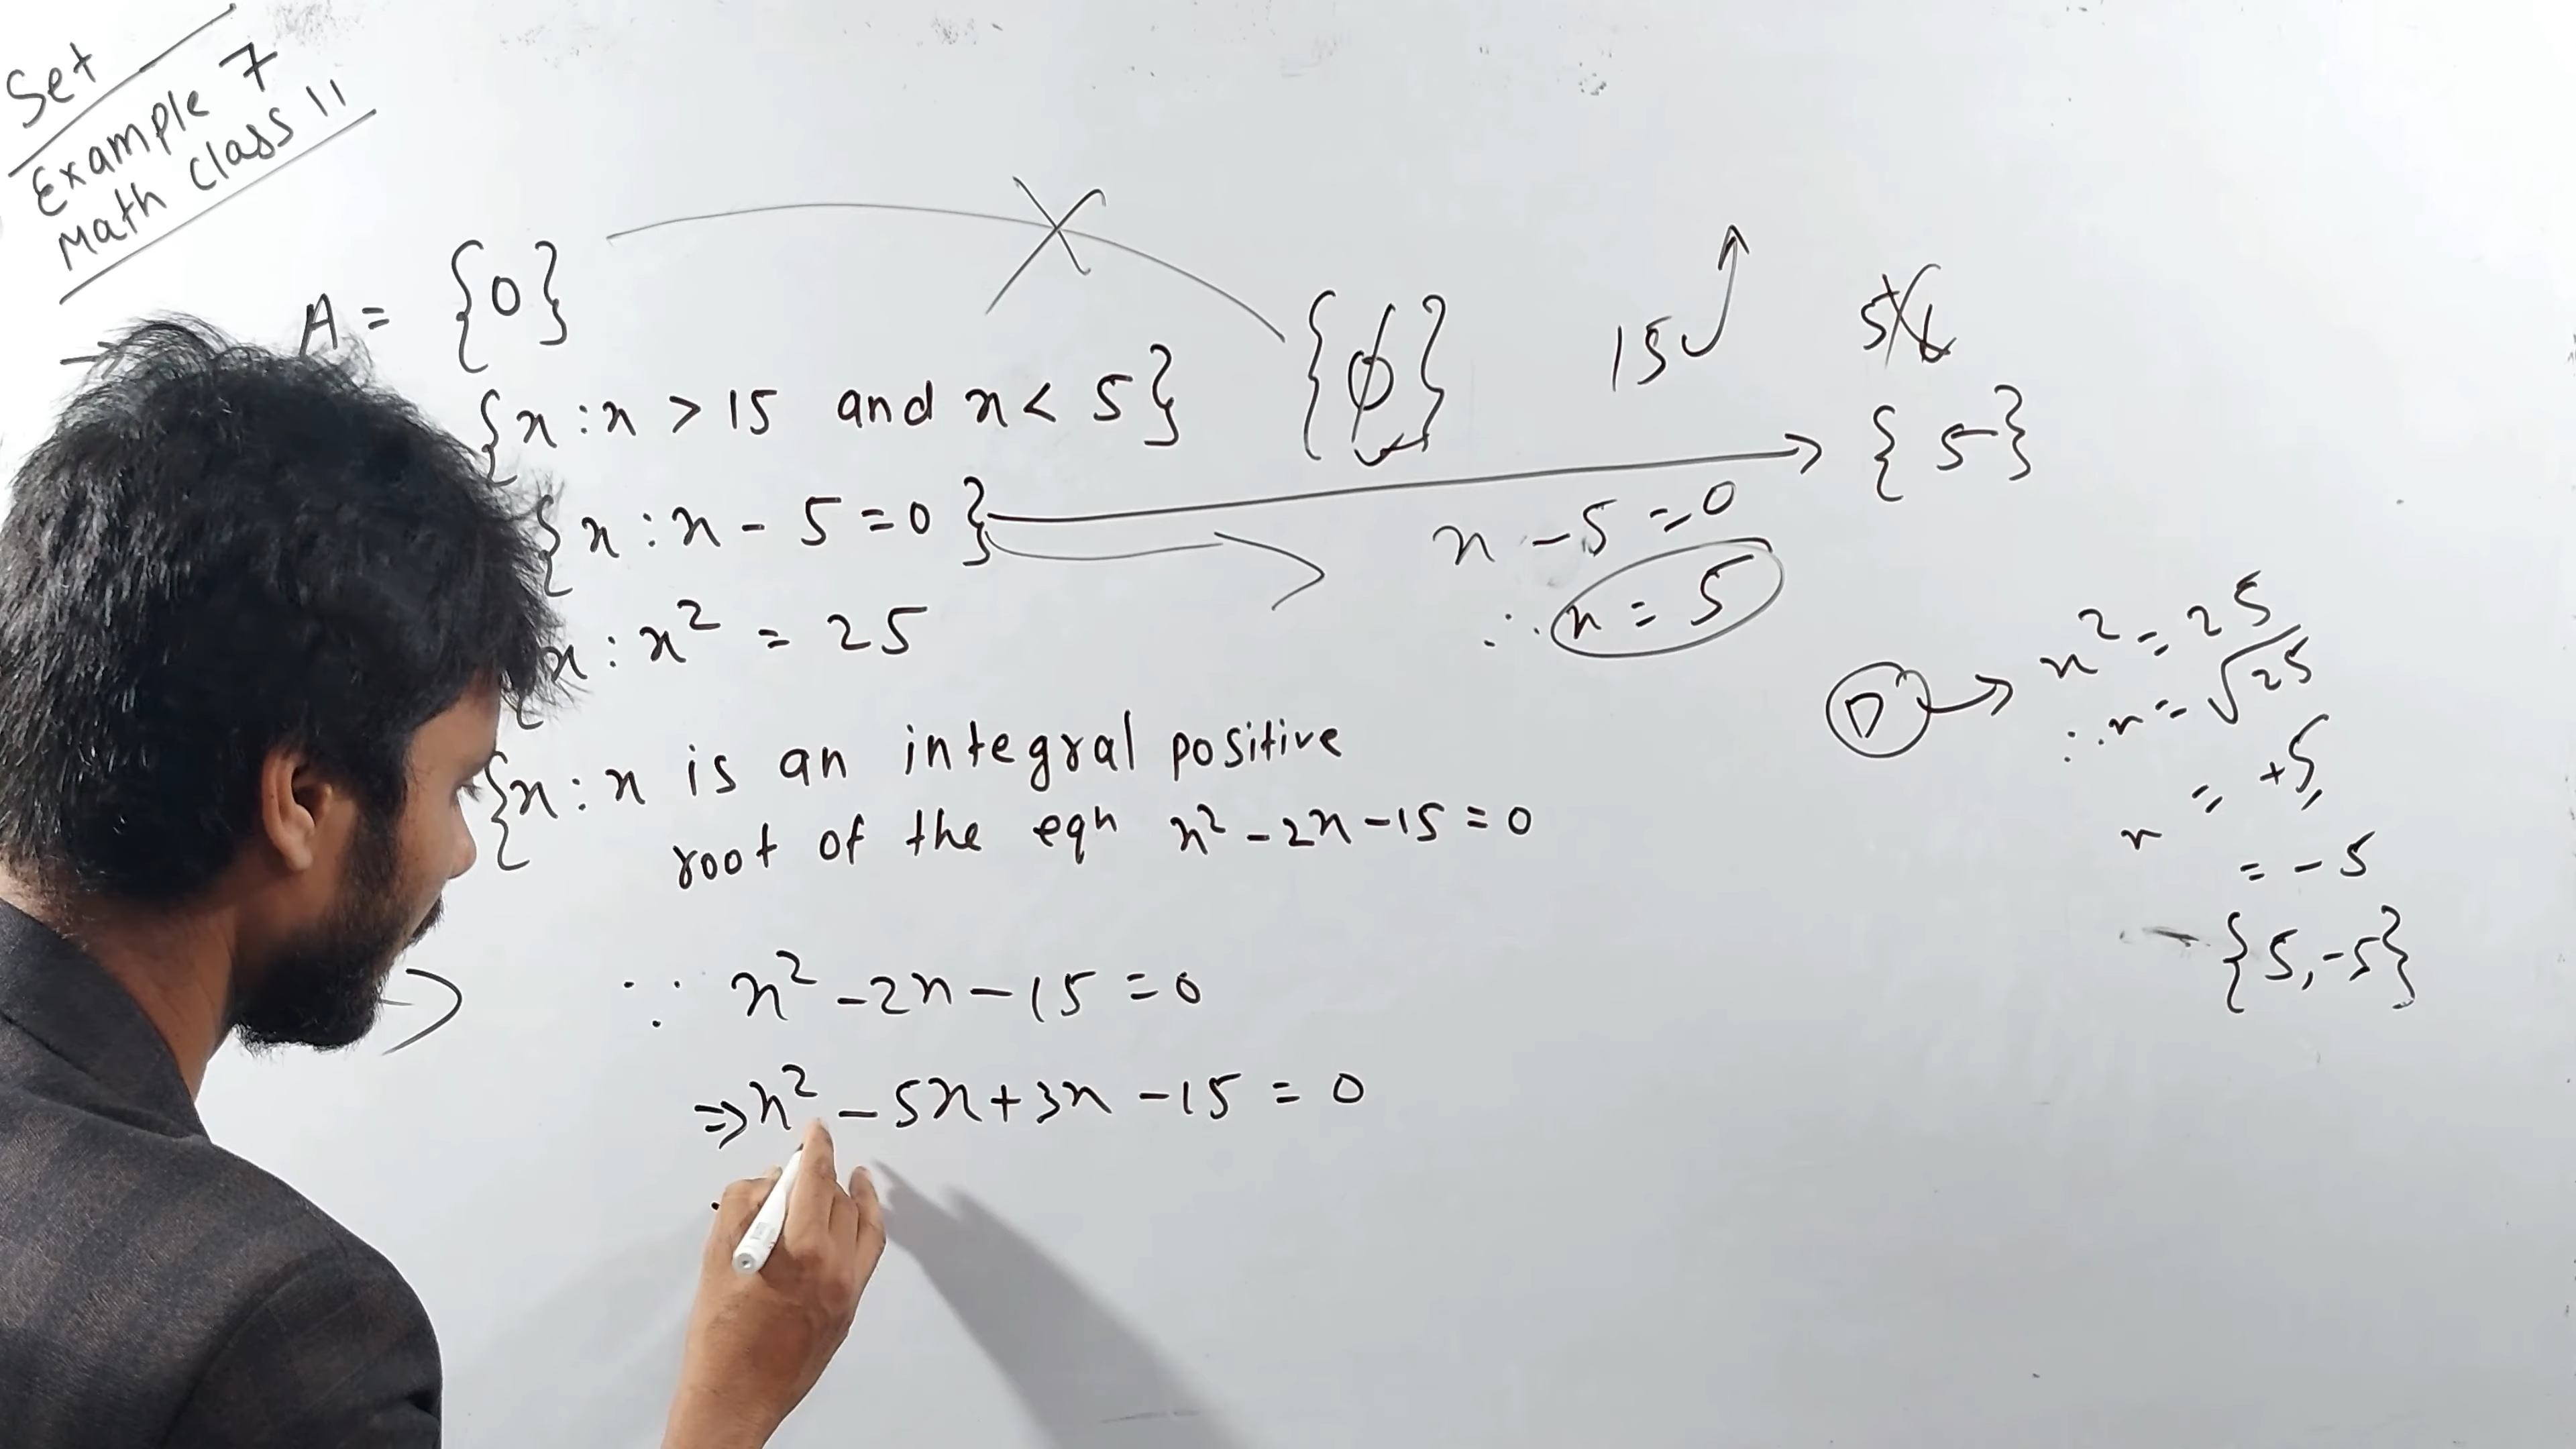 Set
Example 7
Math Class 11
A = {0}
{x : x > 15 and x < 5}
{x : x - 5 = 0}
x : x² = 25
{x : x is an integral positive
root of the eqn x² - 2x - 15 = 0
∵ x² - 2x - 15 = 0
⇒ x² - 5x + 3x - 15 = 0
{ϕ}
15
{5}
x - 5 = 0
∴ x = 5
D → x² = 25
∴ x = √25
x = +5,
= -5
{5, -5}